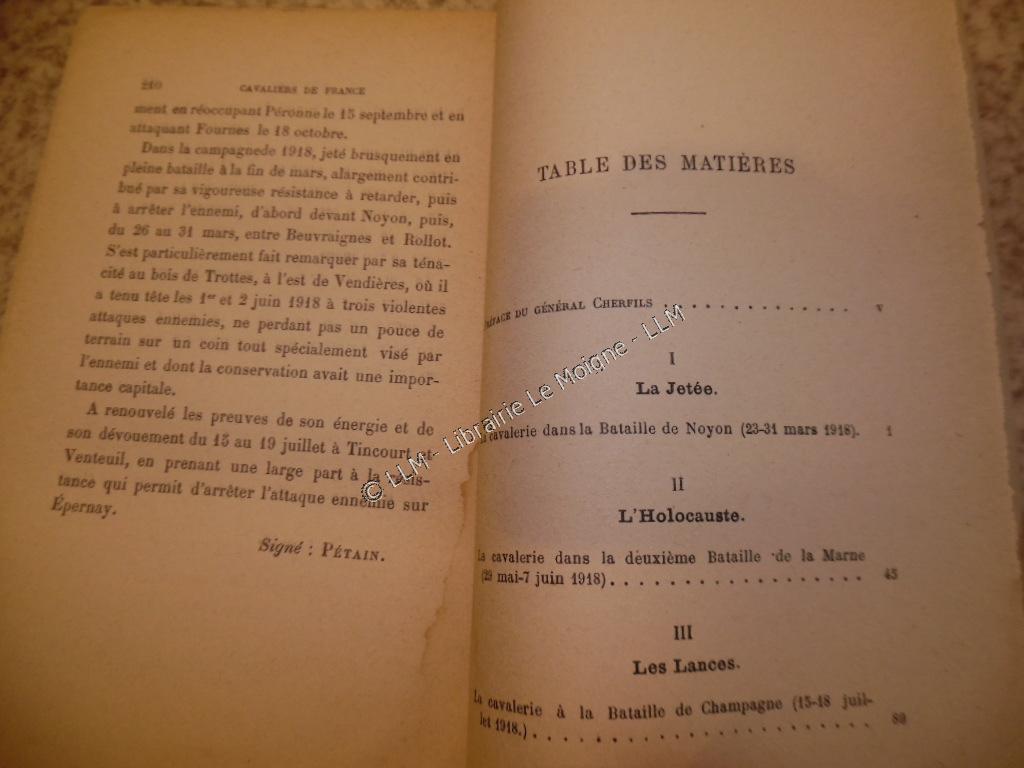 210 CAVALIERS DE FRANCE
ment en réoccupant Péronne le 15 septembre et en
attaquant Fournes le 18 octobre.
Dans la campagnede 1918, jeté brusquement en
pleine bataille à la fin de mars, alargement contri-
bué par sa vigoureuse résistance à retarder, puis
à arrêter l'ennemi, d'abord devant Noyon, puis,
du 26 au 31 mars, entre Beuvraignes et Rollot.
S'est particulièrement fait remarquer par sa téna-
cité au bois de Trottes, à l'est de Vendières, où il
a tenu tête les 1er et 2 juin 1918 à trois violentes
attaques ennemies, ne perdant pas un pouce de
terrain sur un coin tout spécialement visé par
l'ennemi et dont la conservation avait une impor-
tance capitale.
A renouvelé les preuves de son énergie et de
son dévouement du 15 au 19 juillet à Tincourt et
Venteuil, en prenant une large part à la résis-
tance qui permit d'arrêter l'attaque ennemie sur
Épernay.
Signé : PÉTAIN.
TABLE DES MATIÈRES
PRÉFACE DU GÉNÉRAL CHERFILS . . . . . . . . . . . . . V
I
La Jetée.
La cavalerie dans la Bataille de Noyon (23-31 mars 1918). 1
II
L'Holocauste.
La cavalerie dans la deuxième Bataille de la Marne
(29 mai-7 juin 1918) . . . . . . . . . . . . . . . . . 45
III
Les Lances.
La cavalerie à la Bataille de Champagne (15-18 juil-
let 1918.) . . . . . . . . . . . . . . . . . 80
© LLM - Librairie Le Moigne - LLM